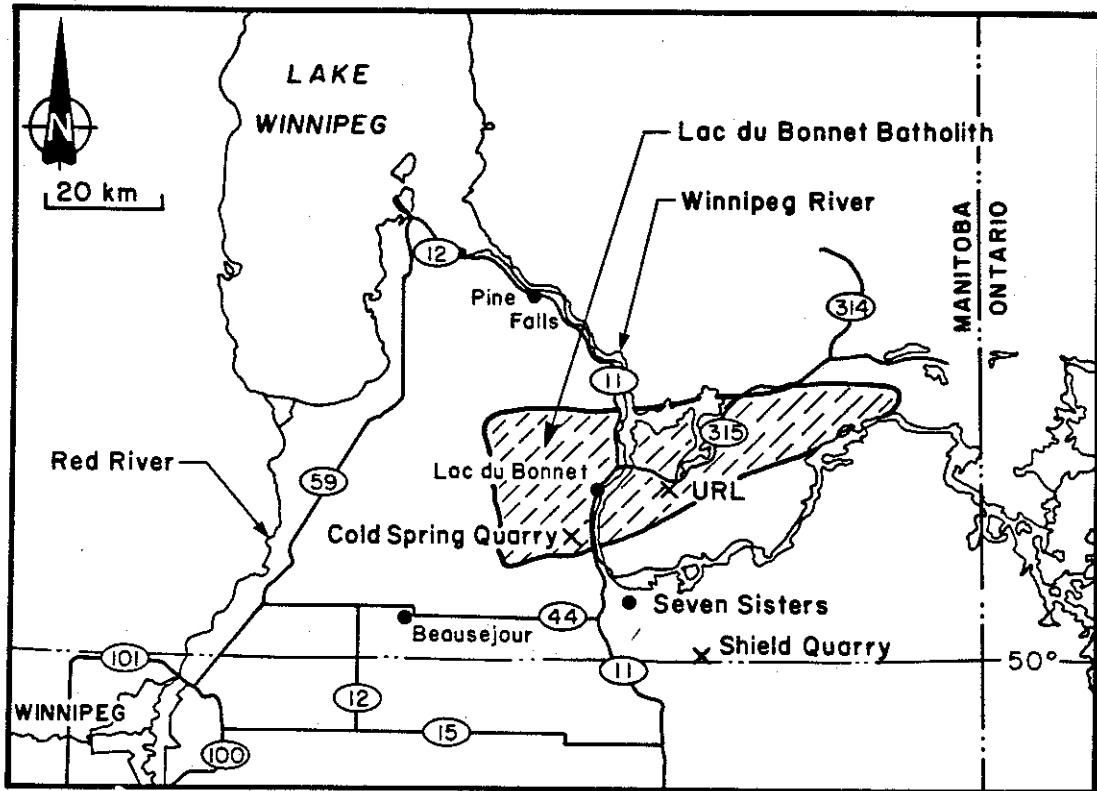 LAKE
WINNIPEG
N
20 km
Lac du Bonnet Batholith
Winnipeg River
MANITOBA
ONTARIO
12
Pine
Falls
314
11
315
Red River
59
Lac du Bonnet
URL
Cold Spring Quarry
Seven Sisters
44
Beausejour
Shield Quarry
50°
101
11
12
WINNIPEG
15
100